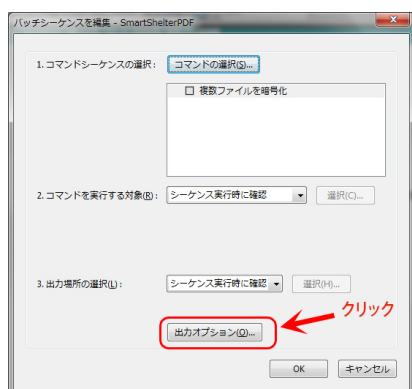 バッチシーケンスを編集 - SmartShelterPDF
1. コマンドシーケンスの選択: コマンドの選択(S)...
複数ファイルを暗号化
2. コマンドを実行する対象(R): シーケンス実行時に確認 選択(C)...
3. 出力場所の選択(L): シーケンス実行時に確認 選択(H)...
クリック
出力オプション(O)...
OK キャンセル